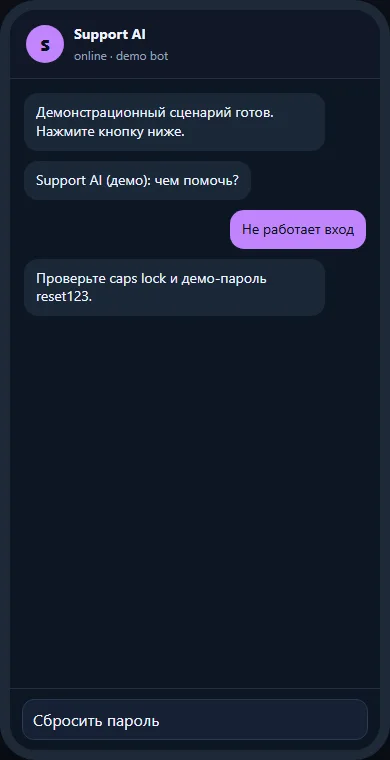 s
Support AI
online · demo bot
Демонстрационный сценарий готов.
Нажмите кнопку ниже.
Support AI (демо): чем помочь?
Не работает вход
Проверьте caps lock и демо-пароль
reset123.
Сбросить пароль